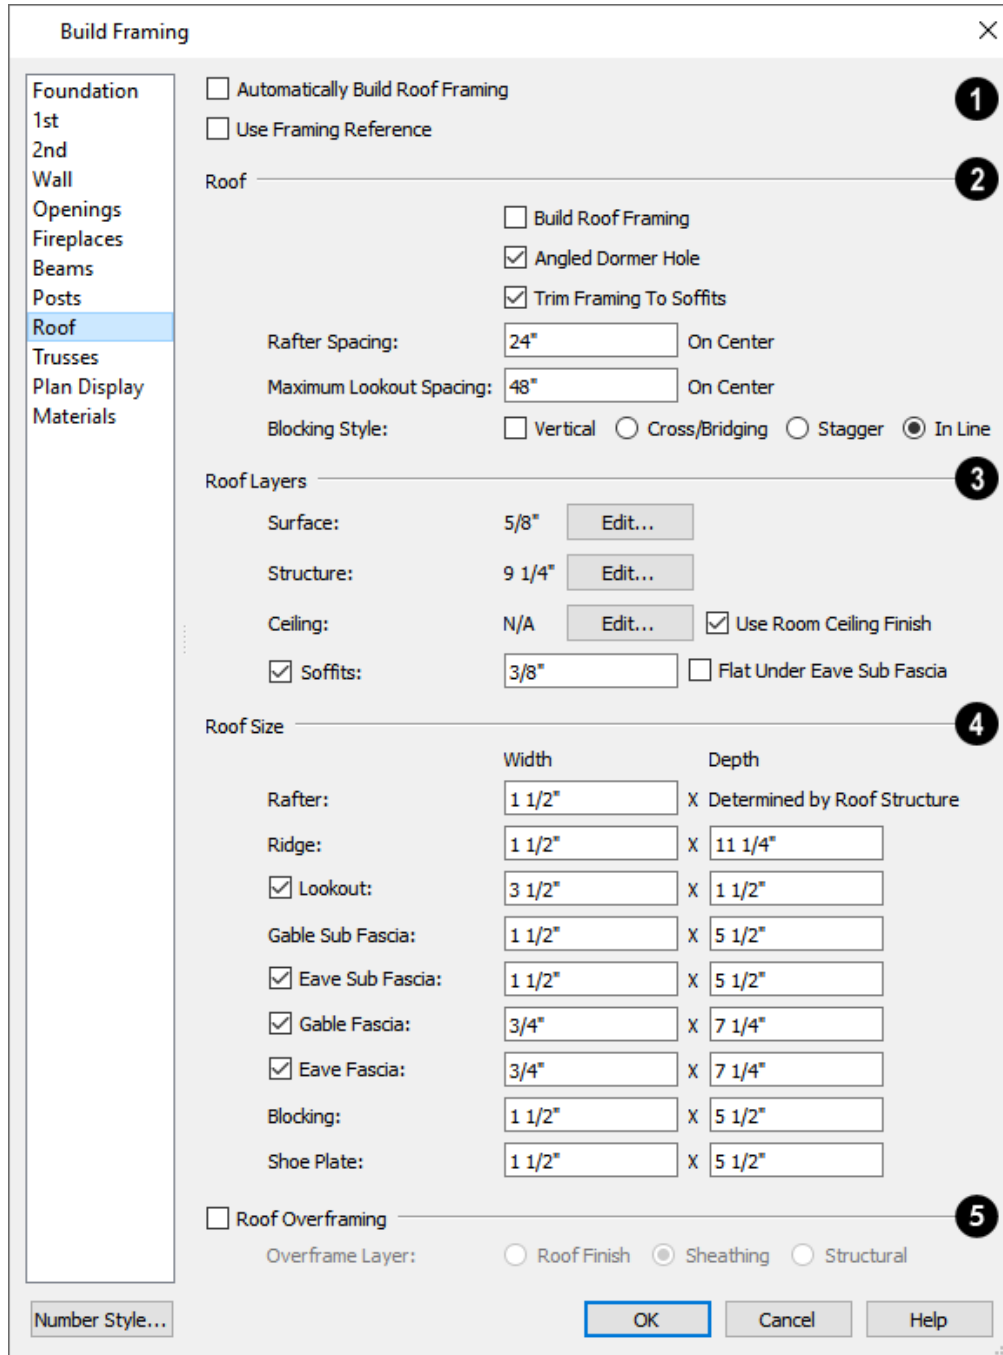 Build Framing
Foundation
1st
2nd
Wall
Openings
Fireplaces
Beams
Posts
Roof
Trusses
Plan Display
Materials
Automatically Build Roof Framing
1
Use Framing Reference
Roof
2
Build Roof Framing
Angled Dormer Hole
Trim Framing To Soffits
Rafter Spacing: 24" On Center
Maximum Lookout Spacing: 48" On Center
Blocking Style: Vertical Cross/Bridging Stagger In Line
Roof Layers
3
Surface: 5/8" Edit...
Structure: 9 1/4" Edit...
Ceiling: N/A Edit... Use Room Ceiling Finish
Soffits: 3/8" Flat Under Eave Sub Fascia
Roof Size
4
Width Depth
Rafter: 1 1/2" X Determined by Roof Structure
Ridge: 1 1/2" X 11 1/4"
Lookout: 3 1/2" X 1 1/2"
Gable Sub Fascia: 1 1/2" X 5 1/2"
Eave Sub Fascia: 1 1/2" X 5 1/2"
Gable Fascia: 3/4" X 7 1/4"
Eave Fascia: 3/4" X 7 1/4"
Blocking: 1 1/2" X 5 1/2"
Shoe Plate: 1 1/2" X 5 1/2"
Roof Overframing
5
Overframe Layer: Roof Finish Sheathing Structural
Number Style... OK Cancel Help